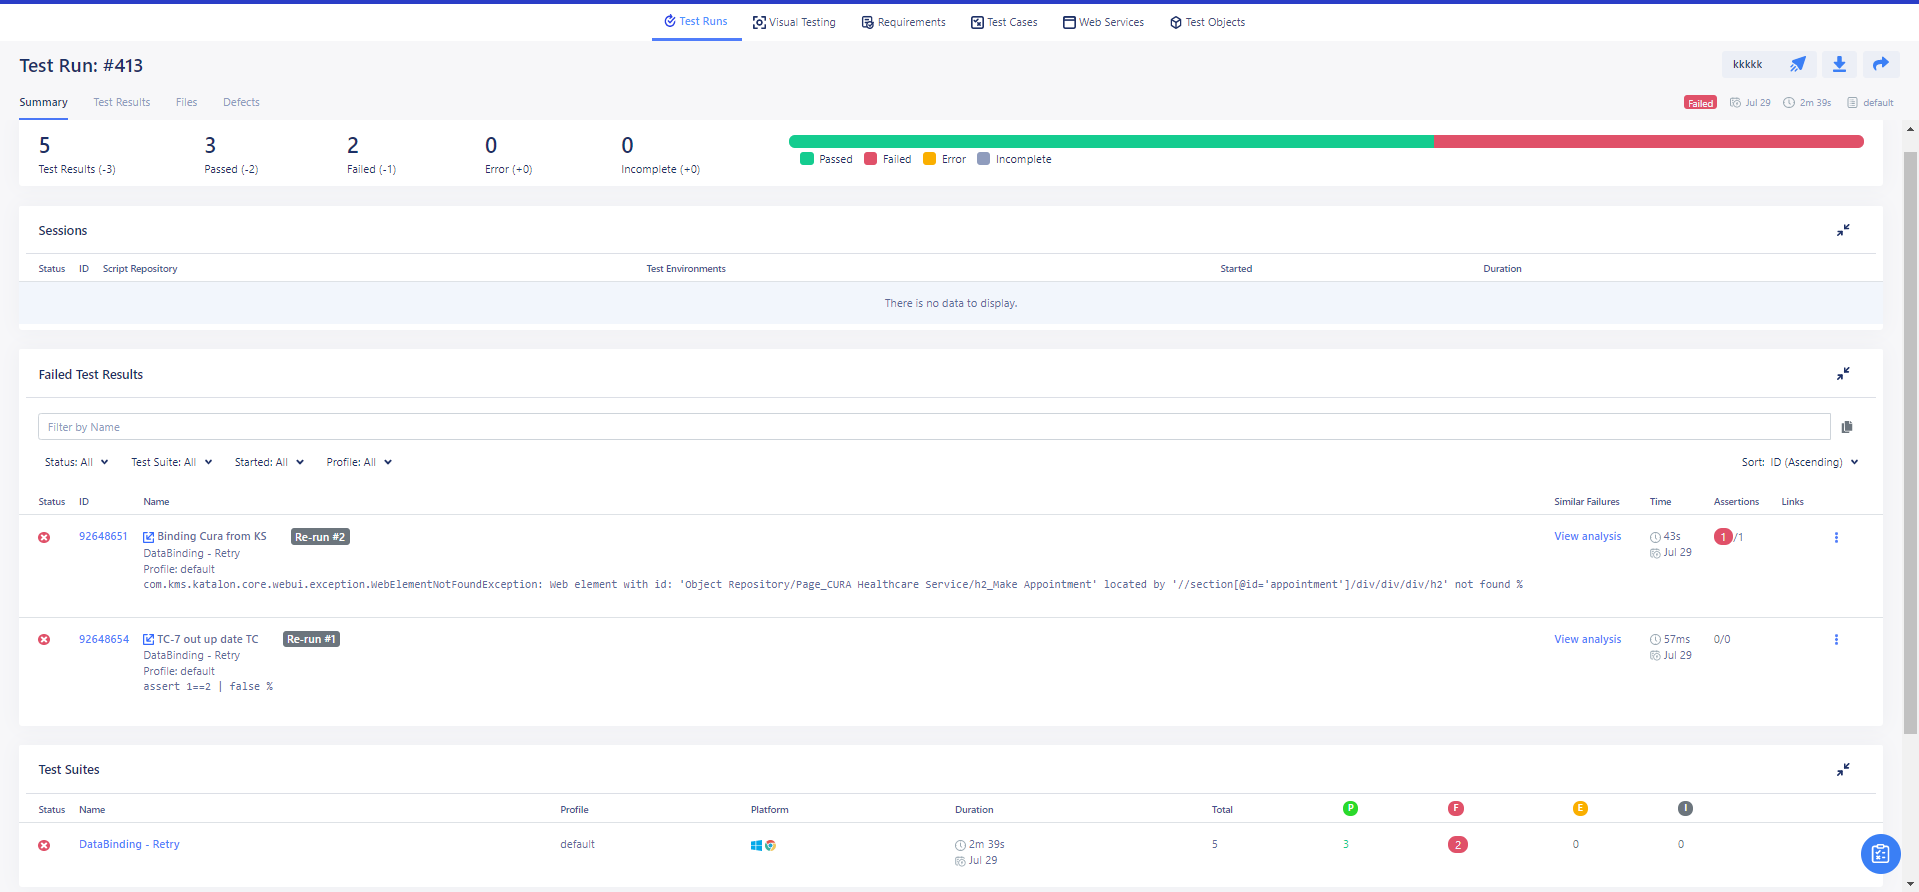 Test Runs Visual Testing Requirements Test Cases Web Services Test Objects
Test Run: #413
kkkkk
Summary Test Results Files Defects
Failed Jul 29 2m 39s default
5 3 2 0 0
Test Results (-3) Passed (-2) Failed (-1) Error (+0) Incomplete (+0)
Passed Failed Error Incomplete
Sessions
Status ID Script Repository Test Environments Started Duration
There is no data to display.
Failed Test Results
Filter by Name
Status: All Test Suite: All Started: All Profile: All Sort: ID (Ascending)
Status ID Name Similar Failures Time Assertions Links
92648651 Binding Cura from KS Re-run #2 View analysis 43s 1/1
DataBinding - Retry Jul 29
Profile: default
com.kms.katalon.core.webui.exception.WebElementNotFoundException: Web element with id: 'Object Repository/Page_CURA Healthcare Service/h2_Make Appointment' located by '//section[@id='appointment']/div/div/div/h2' not found %
92648654 TC-7 out up date TC Re-run #1 View analysis 57ms 0/0
DataBinding - Retry Jul 29
Profile: default
assert 1==2 | false %
Test Suites
Status Name Profile Platform Duration Total P F E I
DataBinding - Retry default 2m 39s 5 3 2 0 0
Jul 29